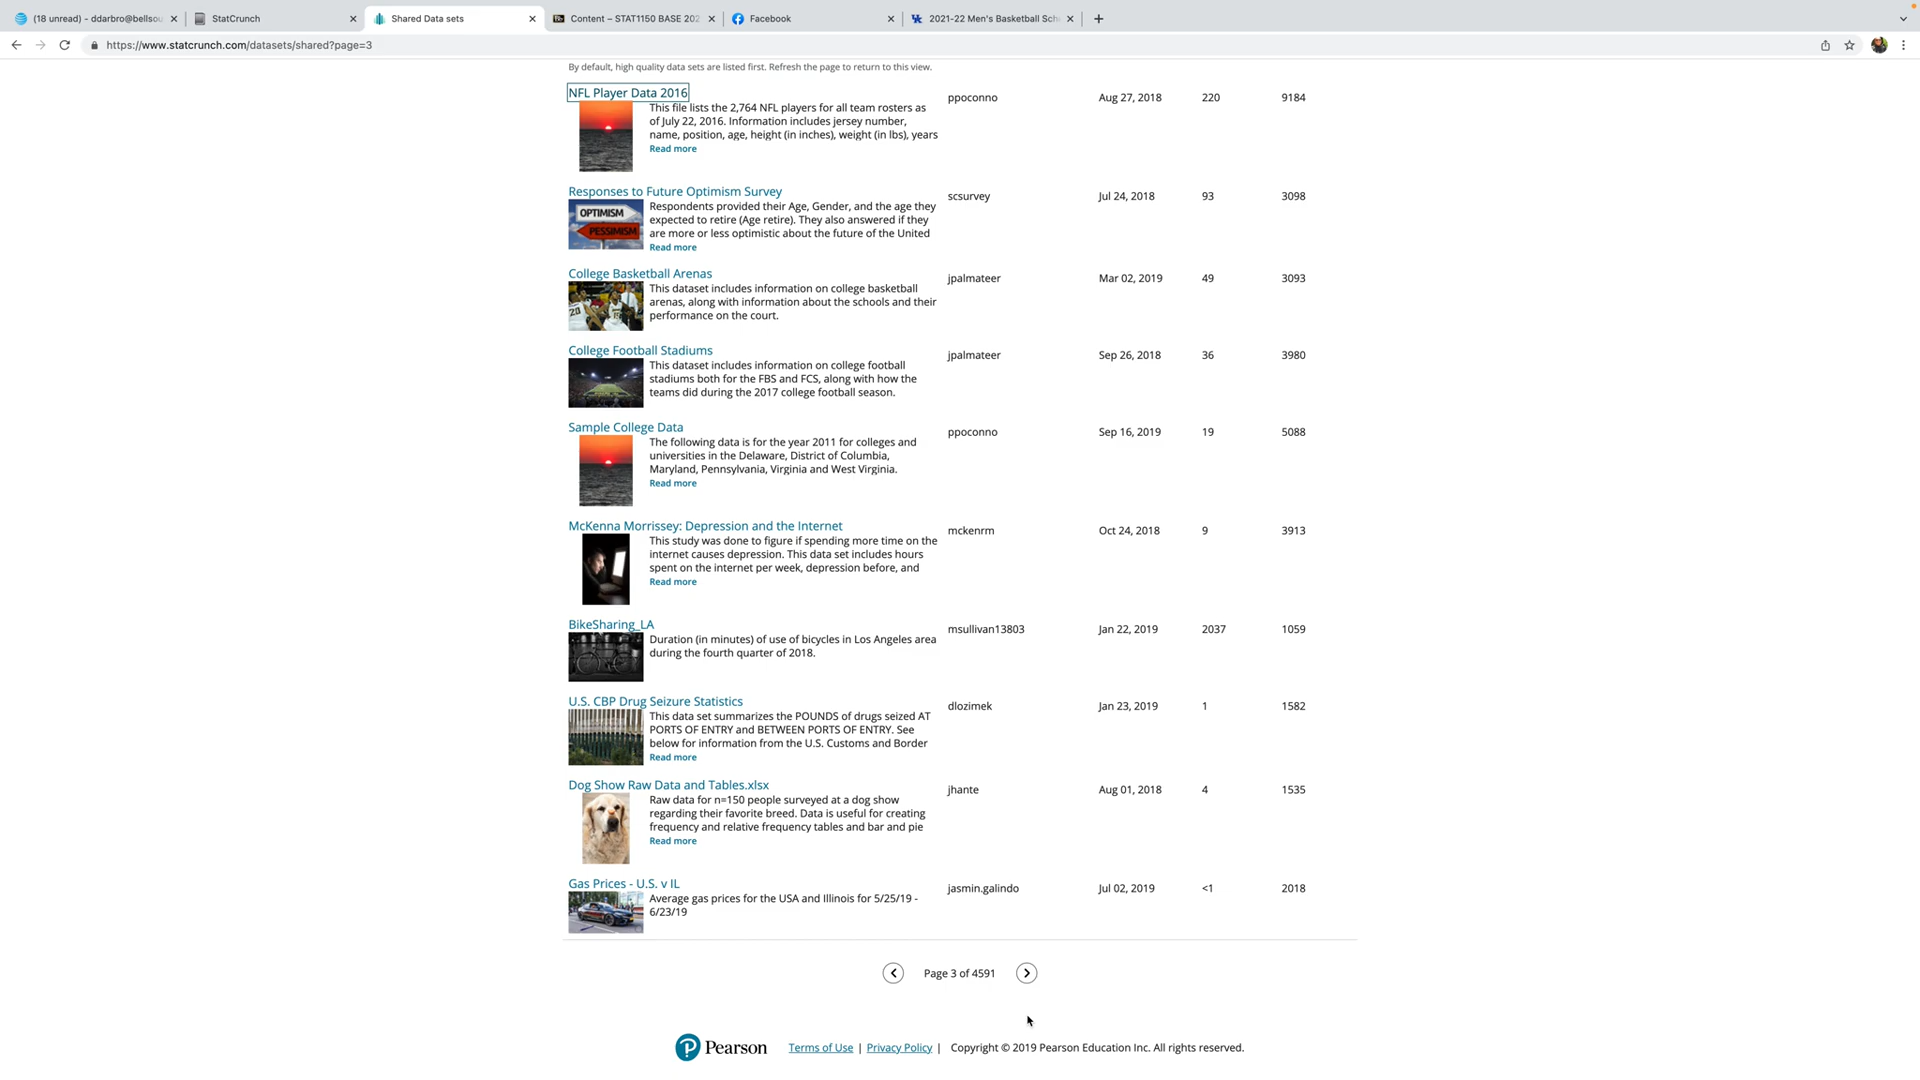 (18 unread) - ddarbro@bellsou
StatCrunch
Shared Data sets
Content – STAT1150 BASE 202
Facebook
2021-22 Men's Basketball Sch
https://www.statcrunch.com/datasets/shared?page=3
By default, high quality data sets are listed first. Refresh the page to return to this view.
NFL Player Data 2016
This file lists the 2,764 NFL players for all team rosters as
of July 22, 2016. Information includes jersey number,
name, position, age, height (in inches), weight (in lbs), years
Read more
ppoconno
Aug 27, 2018
220
9184
Responses to Future Optimism Survey
OPTIMISM
PESSIMISM
Respondents provided their Age, Gender, and the age they
expected to retire (Age retire). They also answered if they
are more or less optimistic about the future of the United
Read more
scsurvey
Jul 24, 2018
93
3098
College Basketball Arenas
20
This dataset includes information on college basketball
arenas, along with information about the schools and their
performance on the court.
jpalmateer
Mar 02, 2019
49
3093
College Football Stadiums
This dataset includes information on college football
stadiums both for the FBS and FCS, along with how the
teams did during the 2017 college football season.
jpalmateer
Sep 26, 2018
36
3980
Sample College Data
The following data is for the year 2011 for colleges and
universities in the Delaware, District of Columbia,
Maryland, Pennsylvania, Virginia and West Virginia.
Read more
ppoconno
Sep 16, 2019
19
5088
McKenna Morrissey: Depression and the Internet
This study was done to figure if spending more time on the
internet causes depression. This data set includes hours
spent on the internet per week, depression before, and
Read more
mckenrm
Oct 24, 2018
9
3913
BikeSharing_LA
Duration (in minutes) of use of bicycles in Los Angeles area
during the fourth quarter of 2018.
msullivan13803
Jan 22, 2019
2037
1059
U.S. CBP Drug Seizure Statistics
This data set summarizes the POUNDS of drugs seized AT
PORTS OF ENTRY and BETWEEN PORTS OF ENTRY. See
below for information from the U.S. Customs and Border
Read more
dlozimek
Jan 23, 2019
1
1582
Dog Show Raw Data and Tables.xlsx
Raw data for n=150 people surveyed at a dog show
regarding their favorite breed. Data is useful for creating
frequency and relative frequency tables and bar and pie
Read more
jhante
Aug 01, 2018
4
1535
Gas Prices - U.S. v IL
Average gas prices for the USA and Illinois for 5/25/19 -
6/23/19
jasmin.galindo
Jul 02, 2019
<1
2018
Page 3 of 4591
Pearson
Terms of Use | Privacy Policy | Copyright © 2019 Pearson Education Inc. All rights reserved.